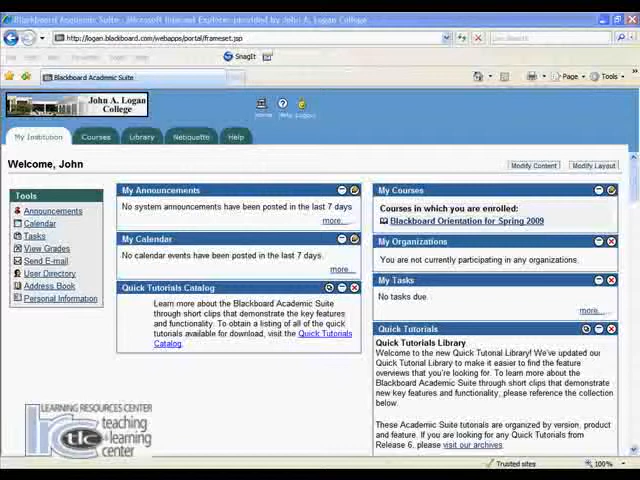 Blackboard Academic Suite - Microsoft Internet Explorer provided by John A. Logan College
http://logan.blackboard.com/webapps/portal/frameset.jsp
Live Search
SnagIt
Blackboard Academic Suite
Page
Tools
John A. Logan
College
Home Help Logout
My Institution
Courses
Library
Netiquette
Help
Welcome, John
Modify Content
Modify Layout
Tools
Announcements
Calendar
Tasks
View Grades
Send E-mail
User Directory
Address Book
Personal Information
My Announcements
No system announcements have been posted in the last 7 days
more...
My Calendar
No calendar events have been posted in the last 7 days.
more...
Quick Tutorials Catalog
Learn more about the Blackboard Academic Suite
through short clips that demonstrate the key features
and functionality. To obtain a listing of all of the quick
tutorials available for download, visit the Quick Tutorials
Catalog.
My Courses
Courses in which you are enrolled:
Blackboard Orientation for Spring 2009
My Organizations
You are not currently participating in any organizations.
My Tasks
No tasks due.
more...
Quick Tutorials
Quick Tutorials Library
Welcome to the new Quick Tutorial Library! We've updated our
Quick Tutorial Library to make it easier to find the feature
overviews that you're looking for. To learn more about the
Blackboard Academic Suite through short clips that demonstrate
new key features and functionality, please reference the collection
below.
These Academic Suite tutorials are organized by version, product
and feature. If you are looking for any Quick Tutorials from
Release 6, please visit our archives.
LEARNING RESOURCES CENTER
lrc
tlc
teaching
+learning
center
Trusted sites
100%